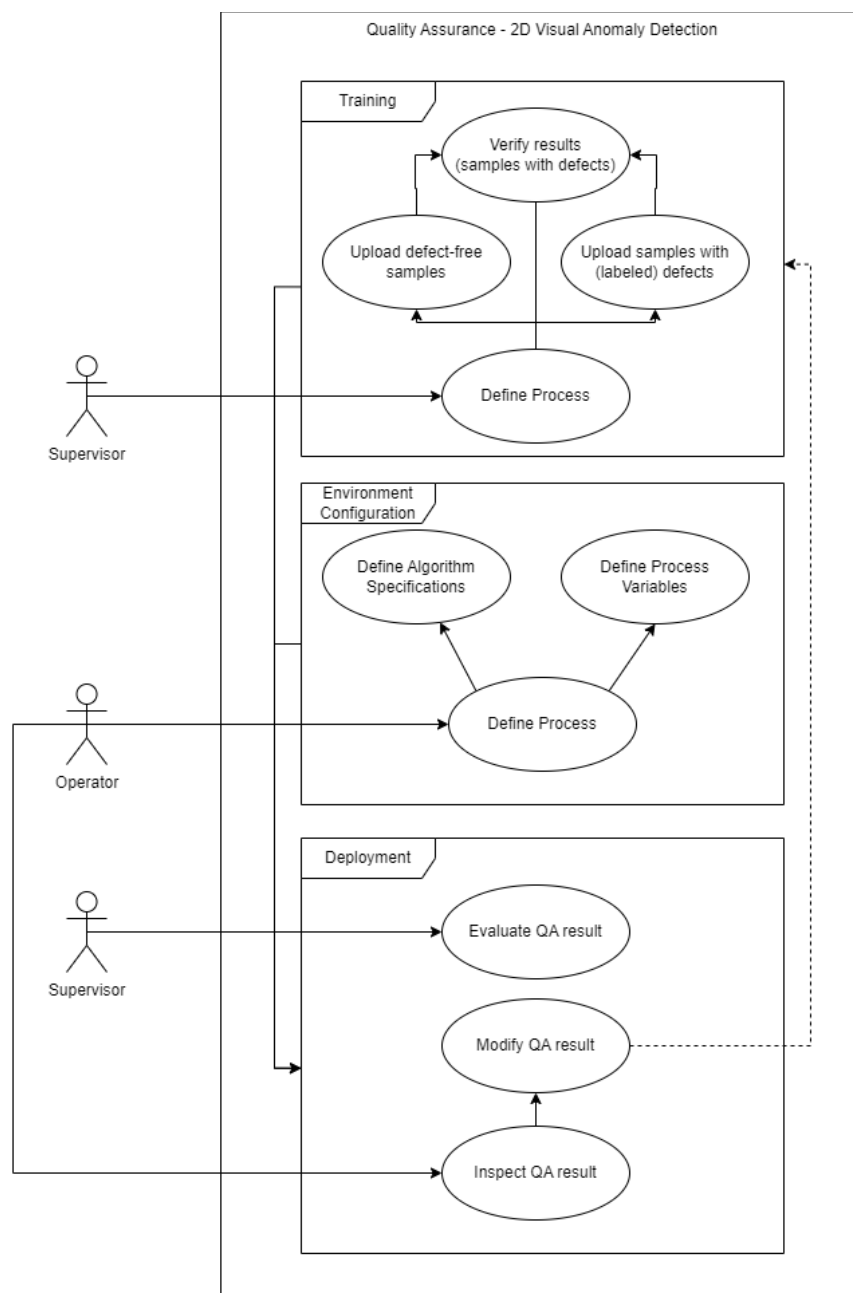 Quality Assurance - 2D Visual Anomaly Detection
Training
Verify results
(samples with defects)
Upload defect-free
samples
Upload samples with
(labeled) defects
Define Process
Supervisor
Environment
Configuration
Define Algorithm
Specifications
Define Process
Variables
Define Process
Operator
Deployment
Evaluate QA result
Supervisor
Modify QA result
Inspect QA result